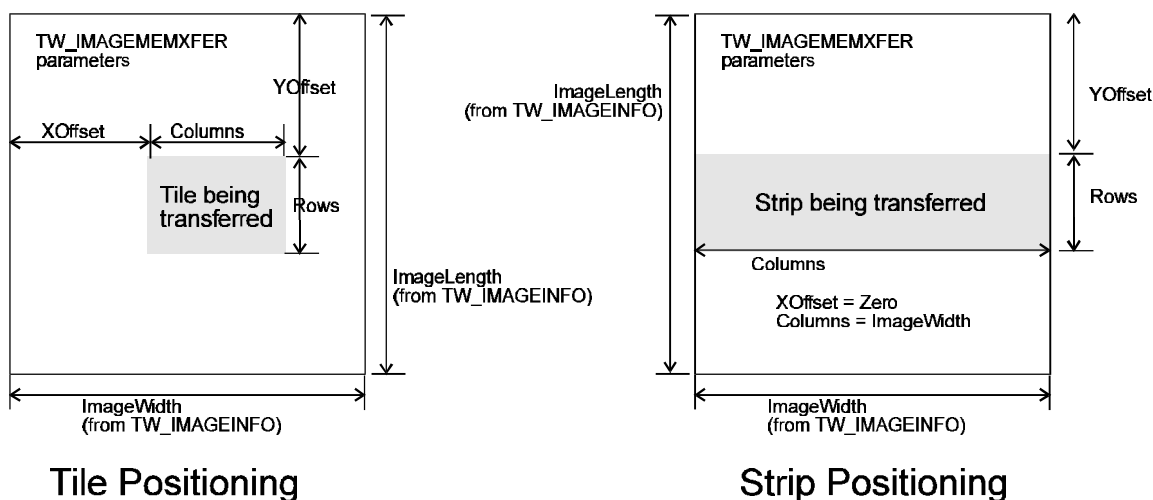 TW_IMAGEMEMXFER
parameters
YOffset
XOffset
Columns
Tile being
transferred
Rows
ImageLength
(from TW_IMAGEINFO)
ImageWidth
(from TW_IMAGEINFO)
Tile Positioning
TW_IMAGEMEMXFER
parameters
ImageLength
(from TW_IMAGEINFO)
YOffset
Strip being transferred
Rows
Columns
XOffset = Zero
Columns = ImageWidth
ImageWidth
(from TW_IMAGEINFO)
Strip Positioning